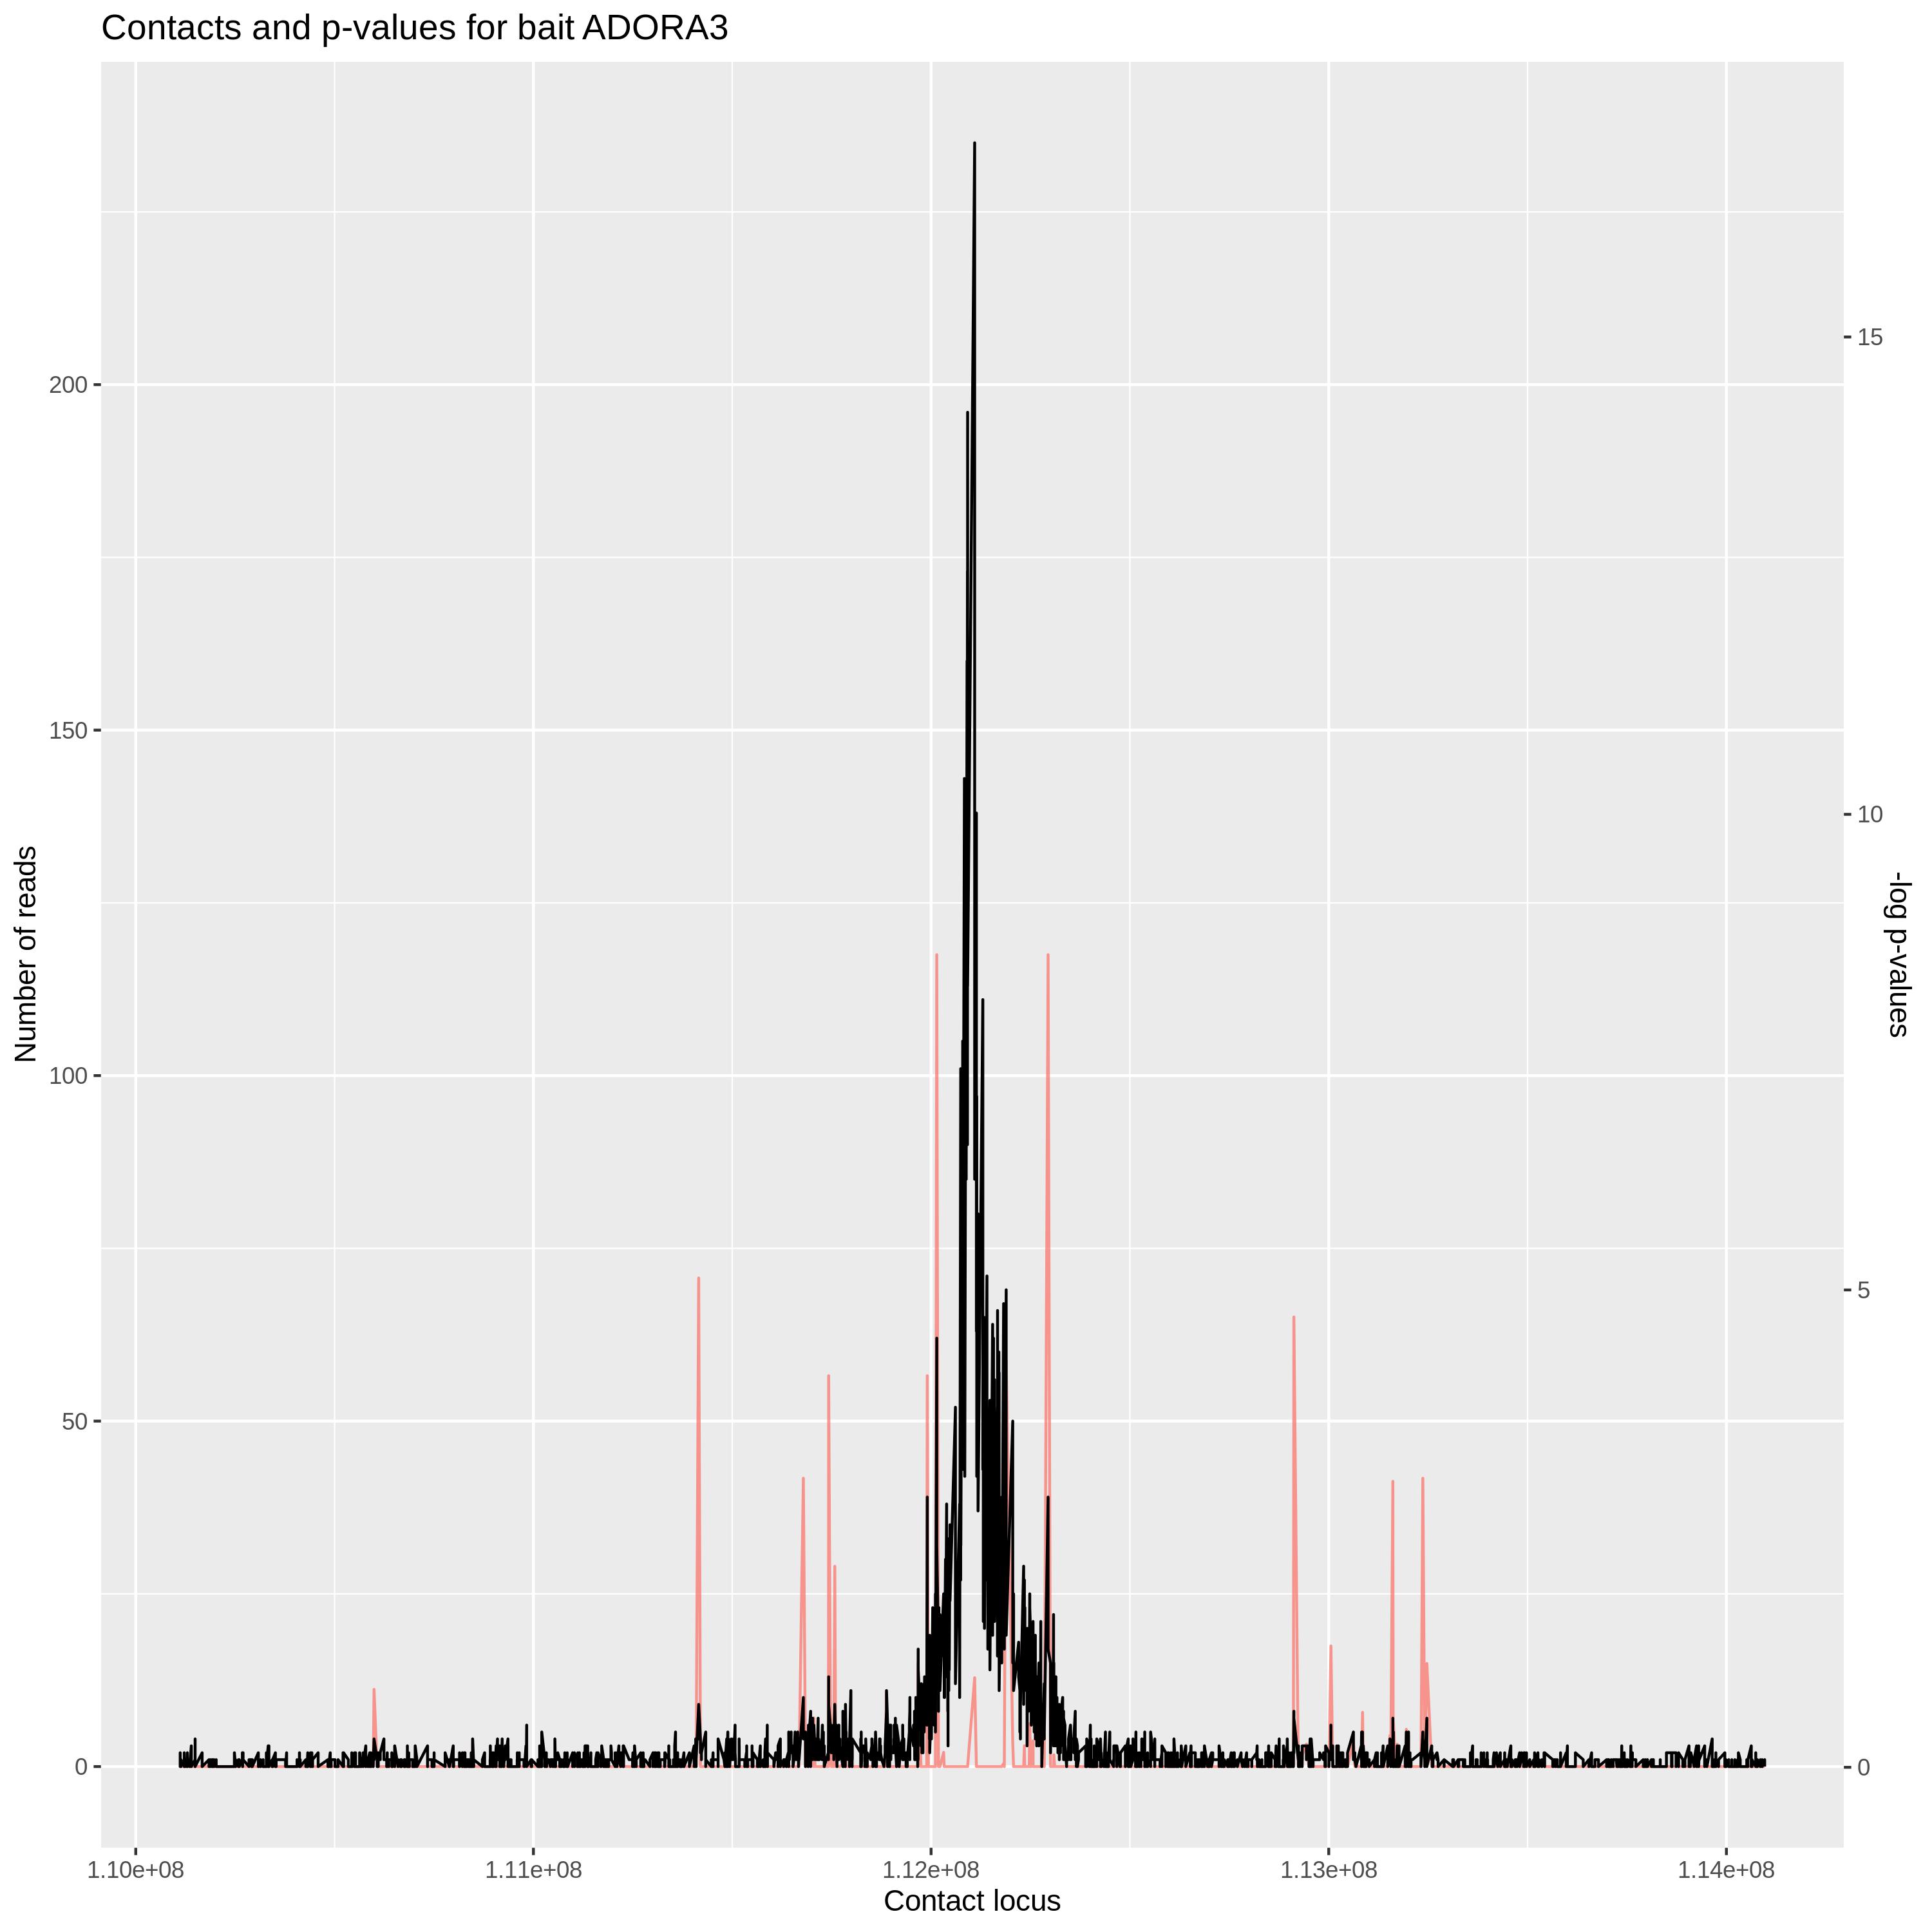 Contacts and p-values for bait ADORA3
Number of reads
200
150
100
50
0
15
10
5
0
-log p-values
1.10e+08
1.11e+08
1.12e+08
1.13e+08
1.14e+08
Contact locus